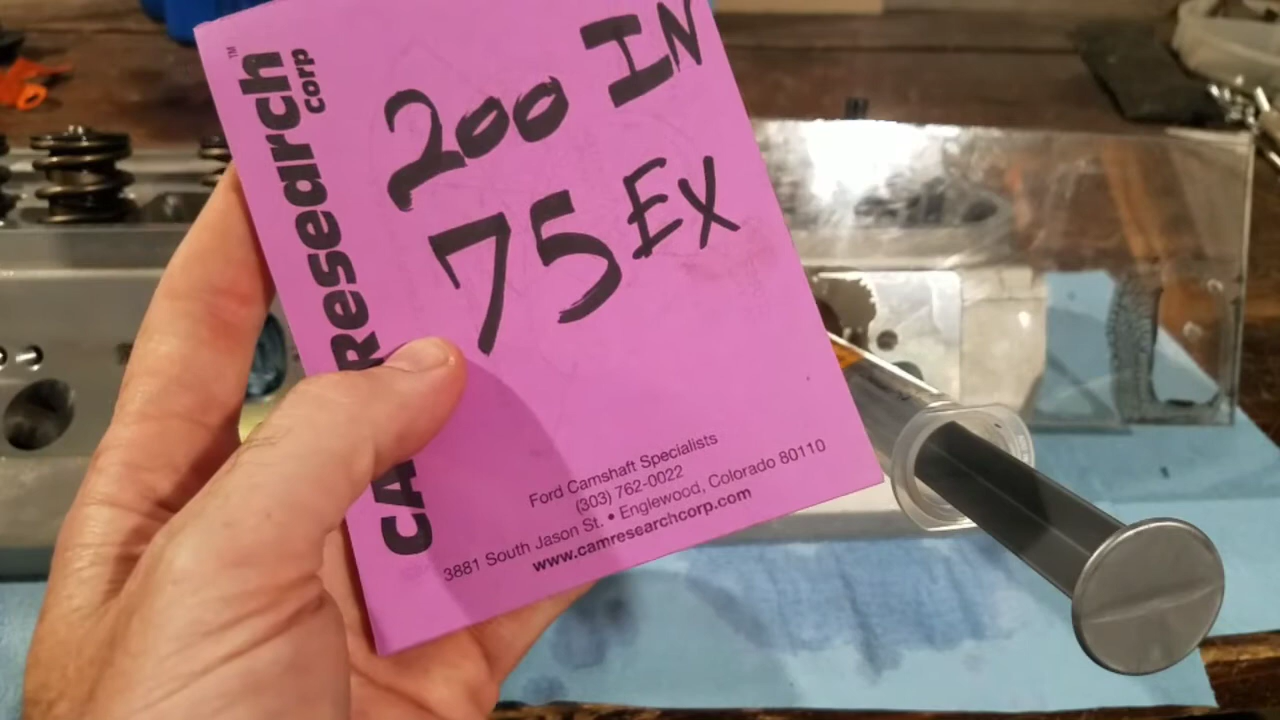 200 IN
75 EX
Research
corp
TM
Ford Camshaft Specialists
(303) 762-0022
3881 South Jason St. • Englewood, Colorado 80110
www.camresearchcorp.com